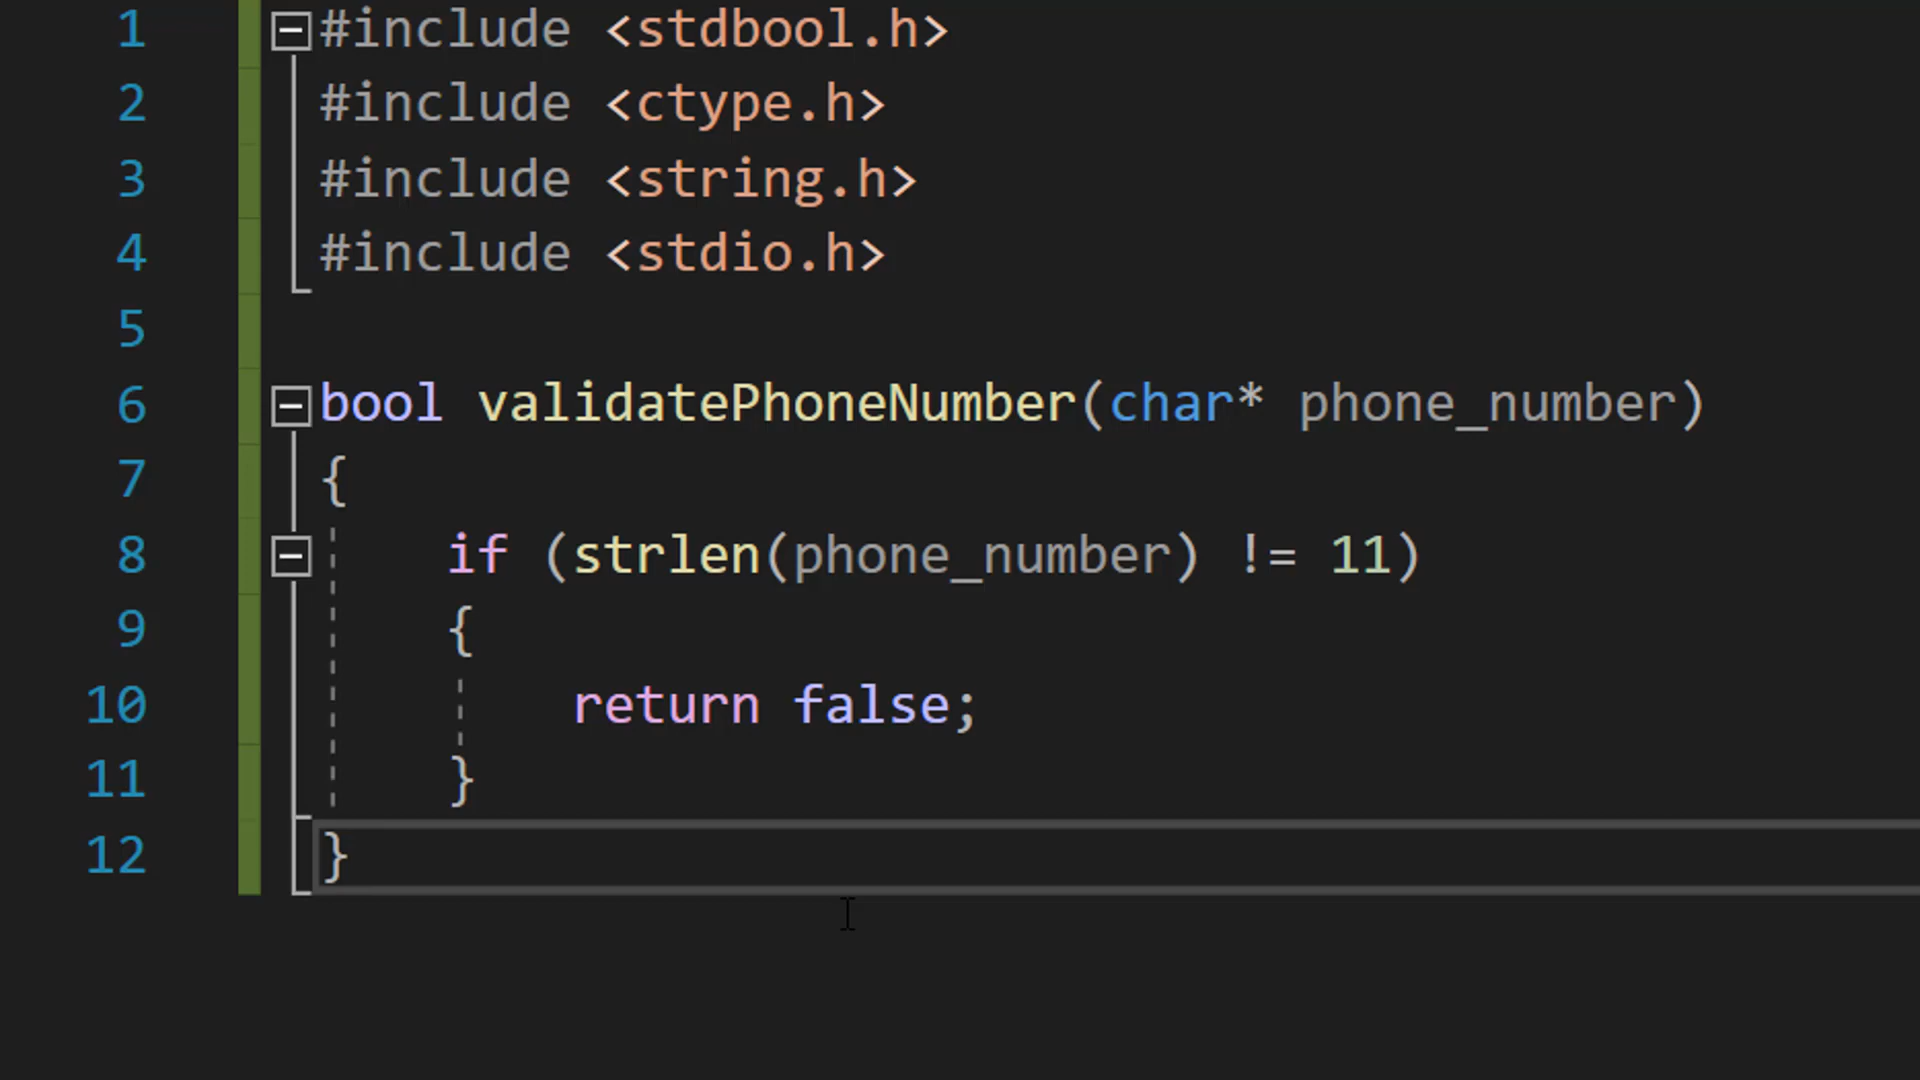 1 #include <stdbool.h>
2 #include <ctype.h>
3 #include <string.h>
4 #include <stdio.h>
5
6 bool validatePhoneNumber(char* phone_number)
7 {
8     if (strlen(phone_number) != 11)
9     {
10         return false;
11     }
12 }